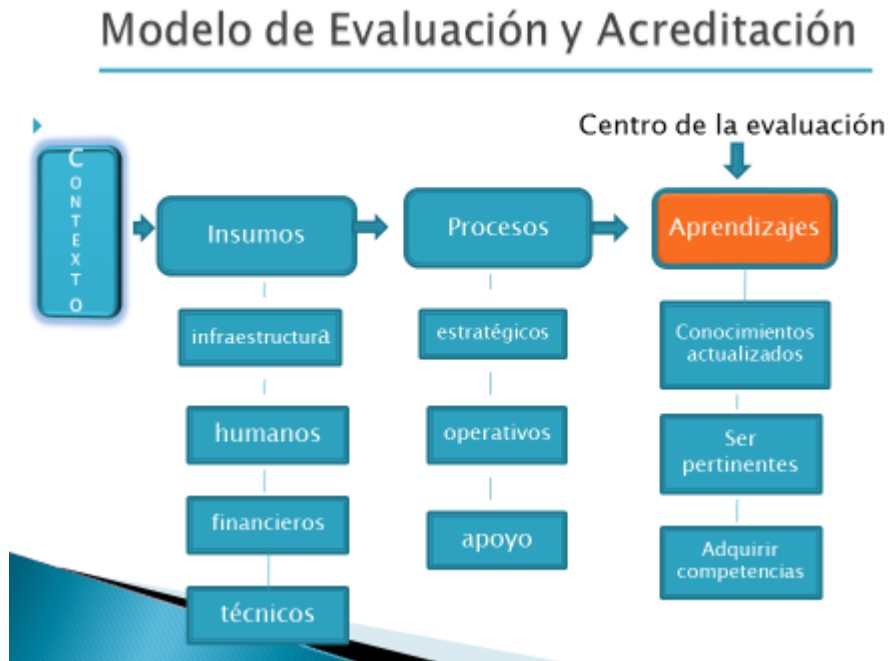 Modelo de Evaluación y Acreditación
Centro de la evaluación
CONTEXTO
Insumos
Procesos
Aprendizajes
infraestructura
humanos
financieros
técnicos
estratégicos
operativos
apoyo
Conocimientos
actualizados
Ser
pertinentes
Adquirir
competencias